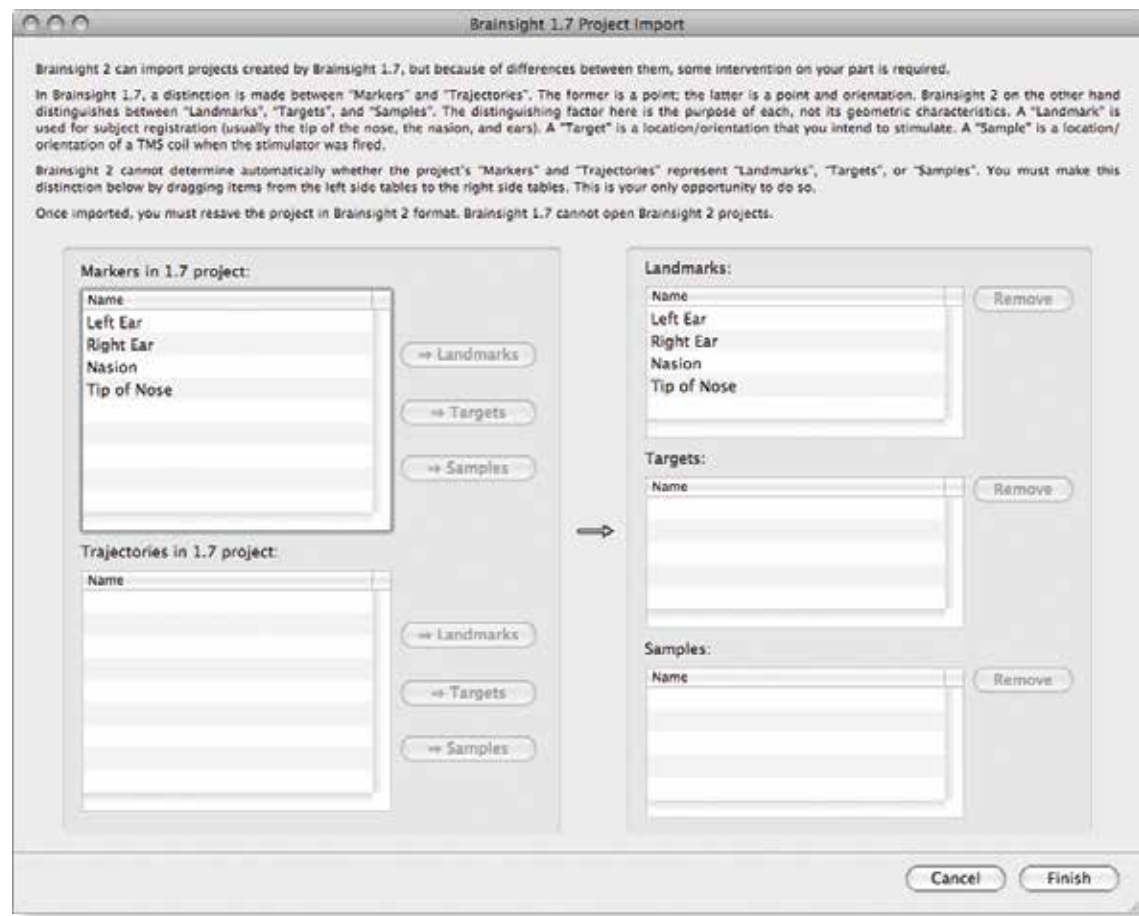 Brainsight 1.7 Project Import
Brainsight 2 can import projects created by Brainsight 1.7, but because of differences between them, some intervention on your part is required.
In Brainsight 1.7, a distinction is made between "Markers" and "Trajectories". The former is a point; the latter is a point and orientation. Brainsight 2 on the other hand
distinguishes between "Landmarks", "Targets", and "Samples". The distinguishing factor here is the purpose of each, not its geometric characteristics. A "Landmark" is
used for subject registration (usually the tip of the nose, the nasion, and ears). A "Target" is a location/orientation that you intend to stimulate. A "Sample" is a location/
orientation of a TMS coil when the stimulator was fired.
Brainsight 2 cannot determine automatically whether the project's "Markers" and "Trajectories" represent "Landmarks", "Targets", or "Samples". You must make this
distinction below by dragging items from the left side tables to the right side tables. This is your only opportunity to do so.
Once imported, you must resave the project in Brainsight 2 format. Brainsight 1.7 cannot open Brainsight 2 projects.
Markers in 1.7 project:
Name
Left Ear
Right Ear
Nasion
Tip of Nose
⇒ Landmarks
⇒ Targets
⇒ Samples
Trajectories in 1.7 project:
Name
⇒ Landmarks
⇒ Targets
⇒ Samples
Landmarks:
Name
Remove
Left Ear
Right Ear
Nasion
Tip of Nose
Targets:
Name
Remove
Samples:
Name
Remove
Cancel
Finish